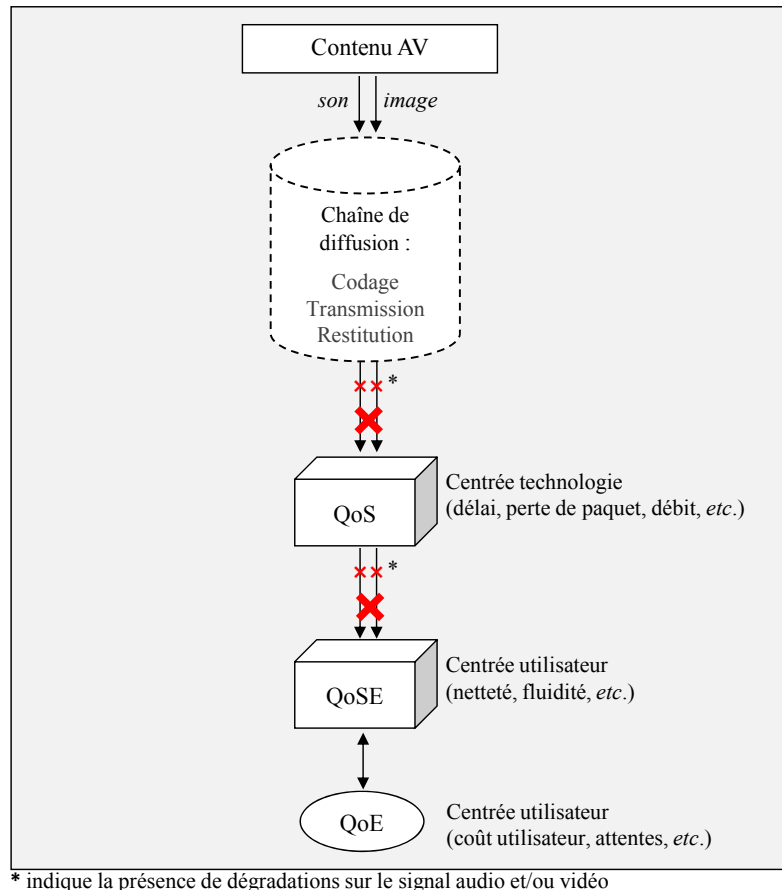 Contenu AV
son image
Chaîne de
diffusion :
Codage
Transmission
Restitution
*
QoS
Centrée technologie
(délai, perte de paquet, débit, etc.)
*
QoSE
Centrée utilisateur
(netteté, fluidité, etc.)
QoE
Centrée utilisateur
(coût utilisateur, attentes, etc.)
* indique la présence de dégradations sur le signal audio et/ou vidéo